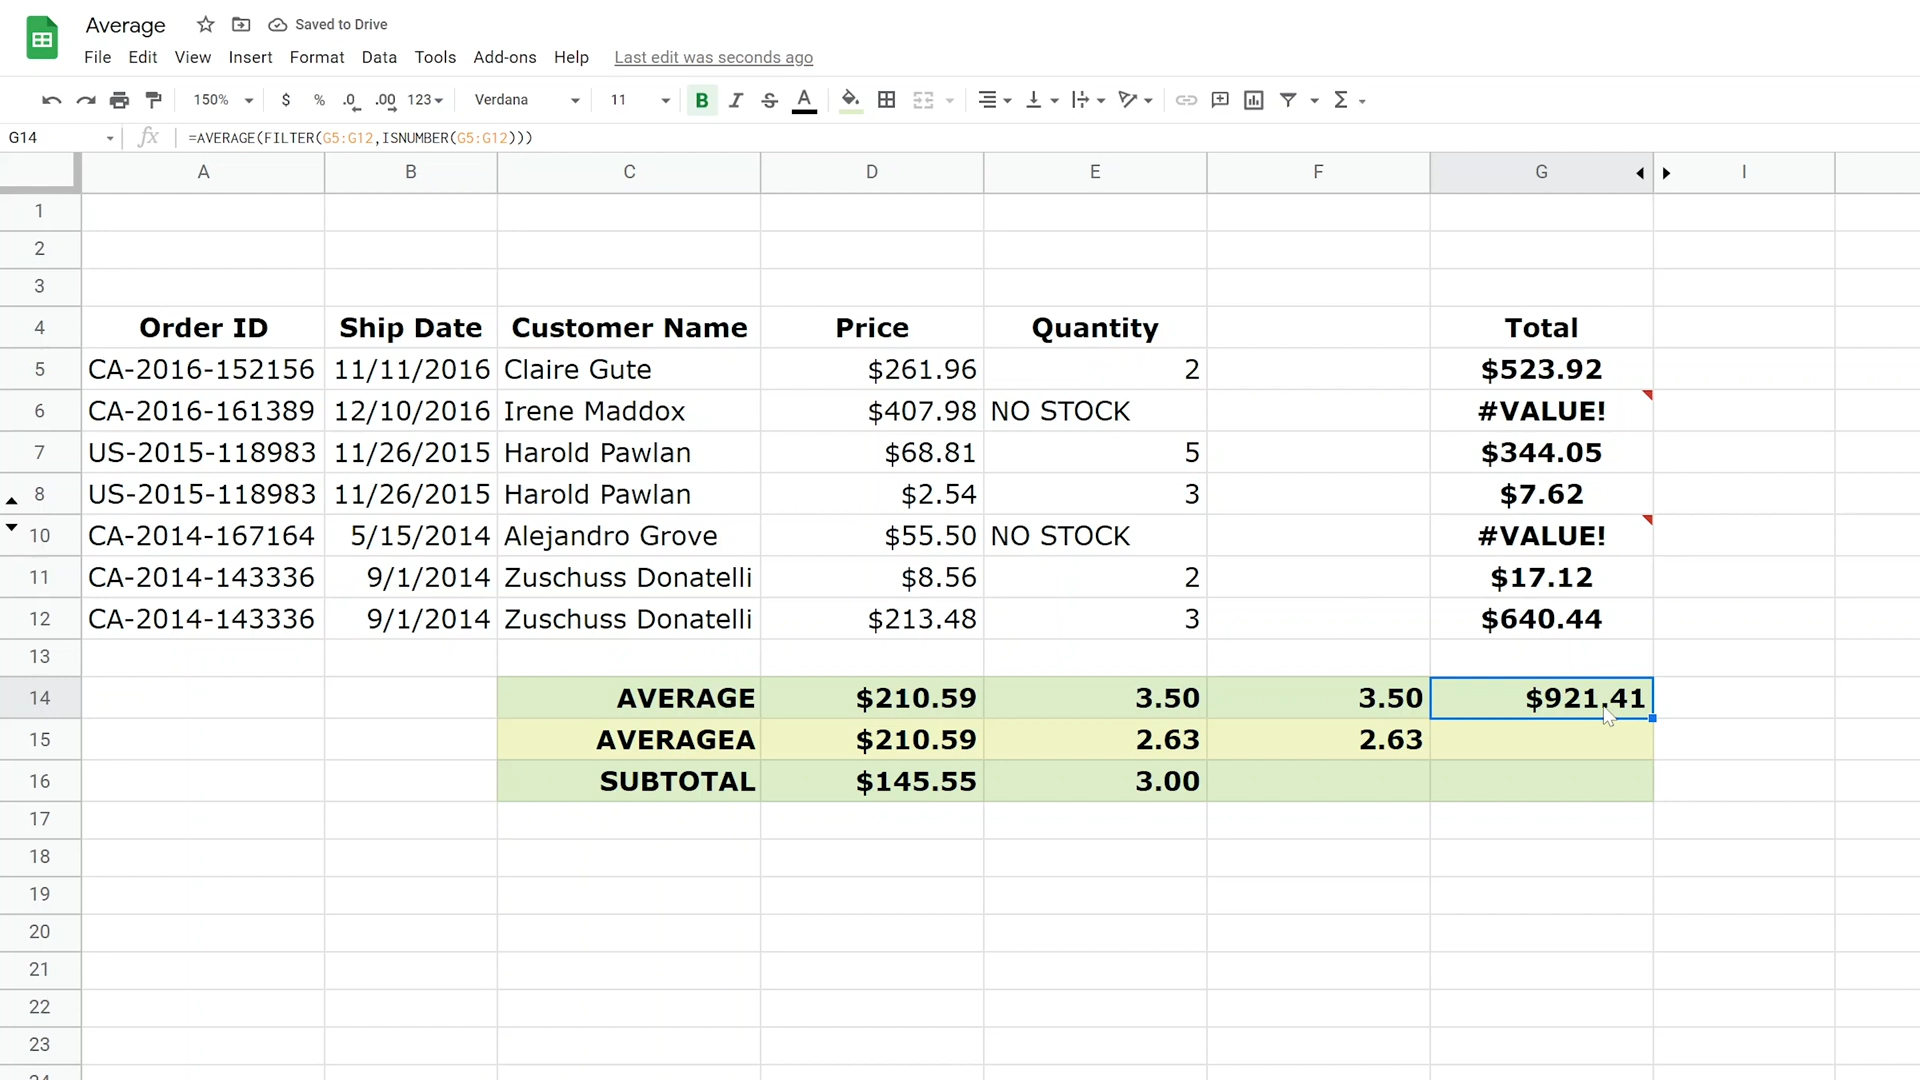 Average Saved to Drive
File Edit View Insert Format Data Tools Add-ons Help Last edit was seconds ago
150% $ % .0 .00 123 Verdana 11 B I S A Σ
G14 fx =AVERAGE(FILTER(G5:G12,ISNUMBER(G5:G12)))
A B C D E F G I
1
2
3
4 Order ID Ship Date Customer Name Price Quantity Total
5 CA-2016-152156 11/11/2016 Claire Gute $261.96 2 $523.92
6 CA-2016-161389 12/10/2016 Irene Maddox $407.98 NO STOCK #VALUE!
7 US-2015-118983 11/26/2015 Harold Pawlan $68.81 5 $344.05
8 US-2015-118983 11/26/2015 Harold Pawlan $2.54 3 $7.62
10 CA-2014-167164 5/15/2014 Alejandro Grove $55.50 NO STOCK #VALUE!
11 CA-2014-143336 9/1/2014 Zuschuss Donatelli $8.56 2 $17.12
12 CA-2014-143336 9/1/2014 Zuschuss Donatelli $213.48 3 $640.44
13
14 AVERAGE $210.59 3.50 3.50 $921.41
15 AVERAGEA $210.59 2.63 2.63
16 SUBTOTAL $145.55 3.00
17
18
19
20
21
22
23